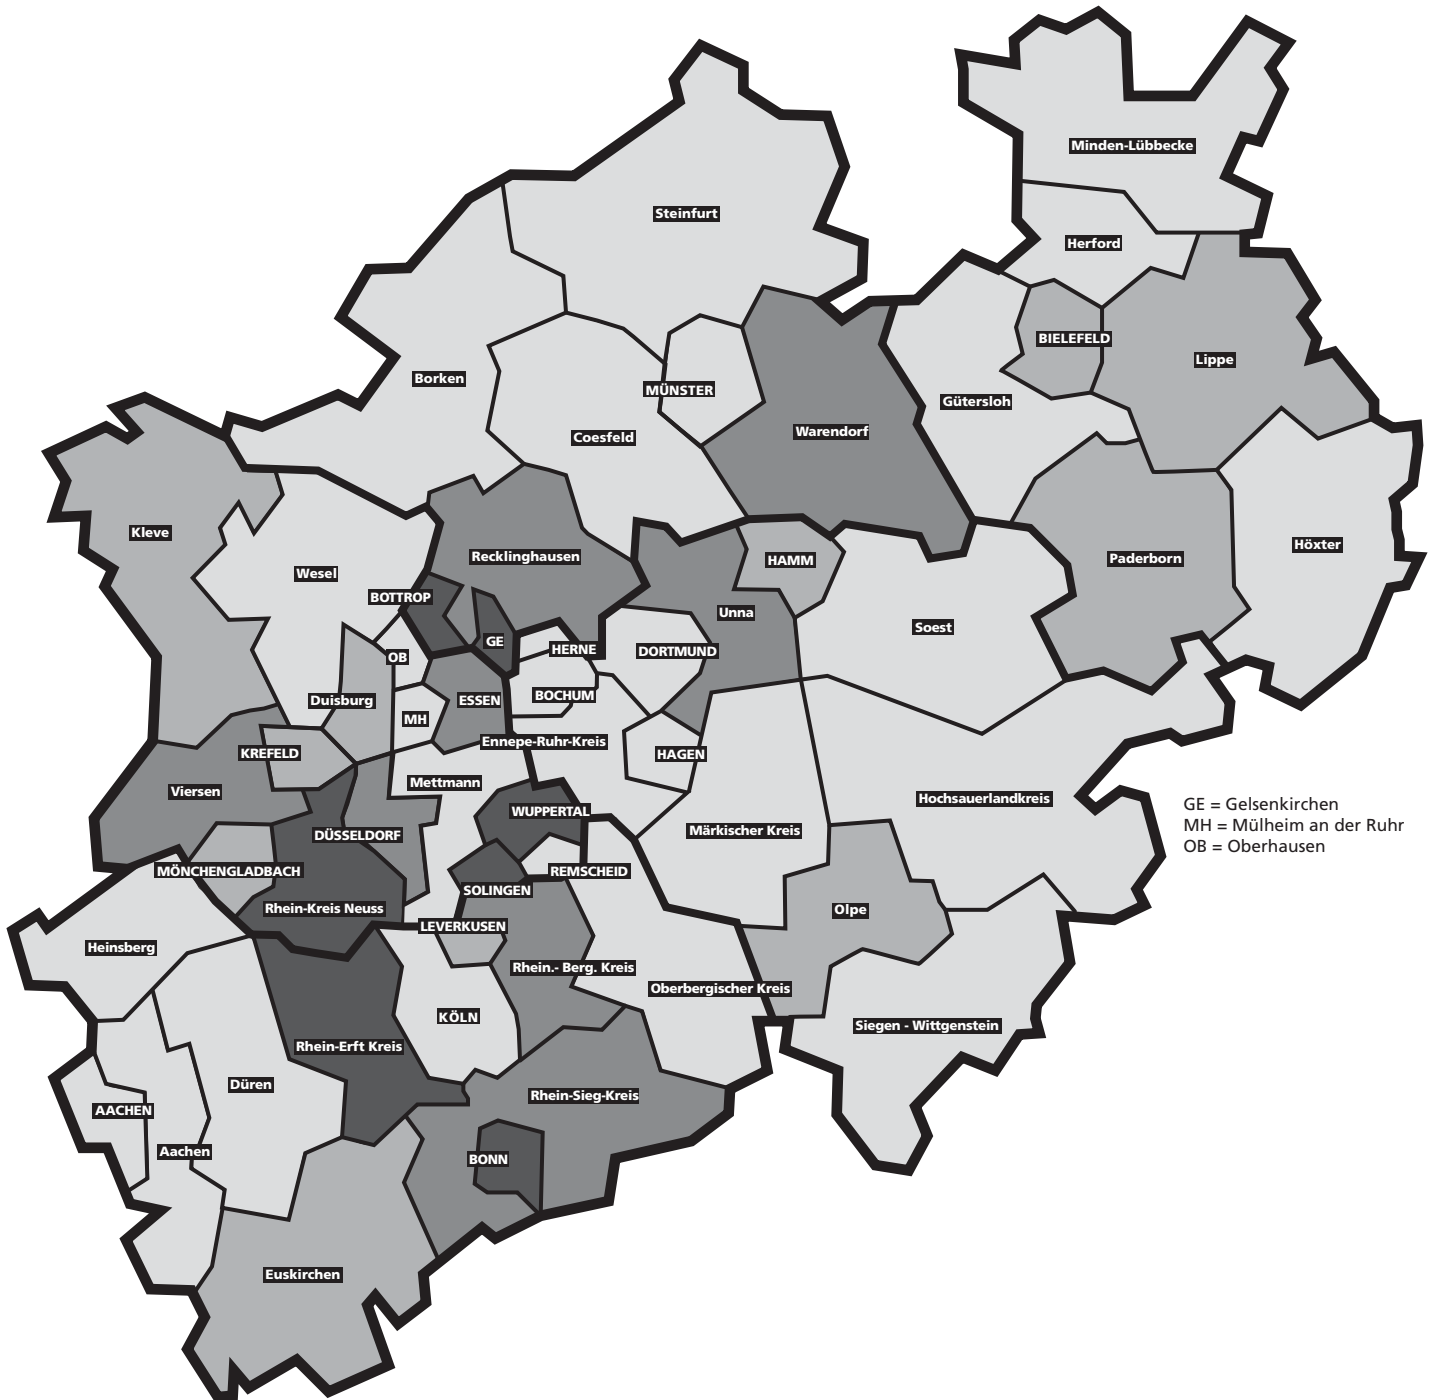 Minden-Lübbecke
Steinfurt
Herford
BIELEFELD
Lippe
Borken
MÜNSTER
Gütersloh
Coesfeld
Warendorf
Kleve
Höxter
Recklinghausen
Paderborn
HAMM
Wesel
BOTTROP
Unna
Soest
GE
HERNE
DORTMUND
OB
BOCHUM
Duisburg
ESSEN
MH
Ennepe-Ruhr-Kreis
KREFELD
HAGEN
Mettmann
Viersen
Hochsauerlandkreis
GE = Gelsenkirchen
MH = Mülheim an der Ruhr
OB = Oberhausen
WUPPERTAL
Märkischer Kreis
DÜSSELDORF
MÖNCHENGLADBACH
REMSCHEID
SOLINGEN
Rhein-Kreis Neuss
Olpe
LEVERKUSEN
Heinsberg
Rhein.- Berg. Kreis
Oberbergischer Kreis
KÖLN
Siegen - Wittgenstein
Rhein-Erft Kreis
Düren
Rhein-Sieg-Kreis
AACHEN
Aachen
BONN
Euskirchen